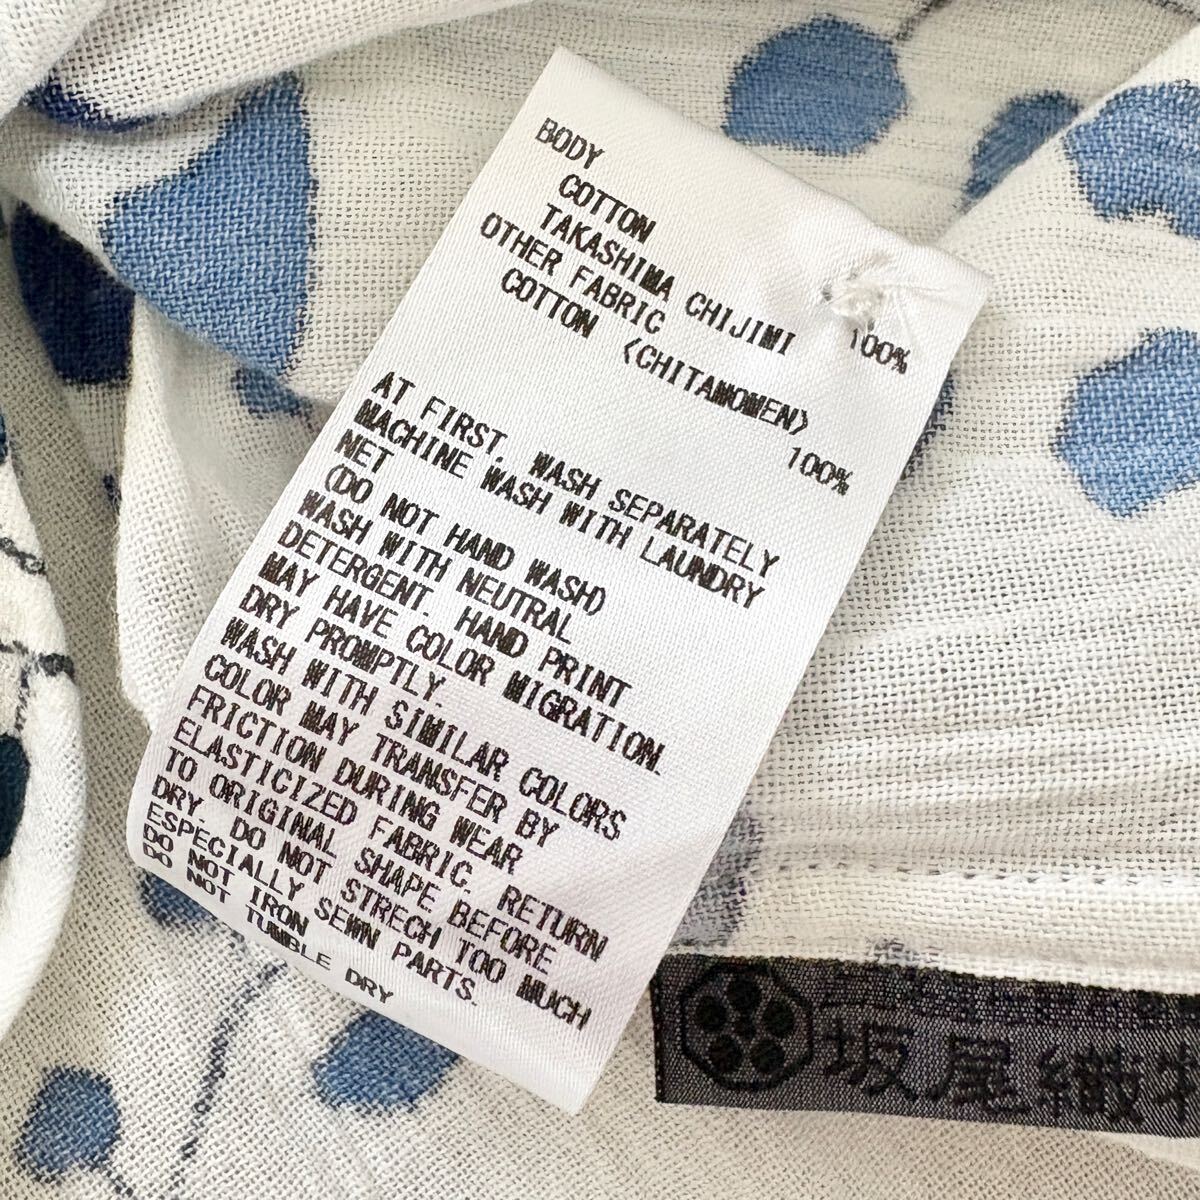 BODY
COTTON
TAKASHIMA CHIJIMI 100%
OTHER FABRIC
COTTON 〈CHITAMOMEN〉
100%
AT FIRST, WASH SEPARATELY
MACHINE WASH WITH LAUNDRY
NET
(DO NOT HAND WASH)
WASH WITH NEUTRAL
DETERGENT. HAND PRINT
MAY HAVE COLOR MIGRATION.
DRY PROMPTLY.
WASH WITH SIMILAR COLORS
COLOR MAY TRANSFER BY
FRICTION DURING WEAR
ELASTICIZED FABRIC. RETURN
TO ORIGINAL SHAPE BEFORE
DRY. DO NOT STRECH TOO MUCH
ESPECIALLY SEWN PARTS.
DO NOT IRON
DO NOT TUMBLE DRY
坂尾織